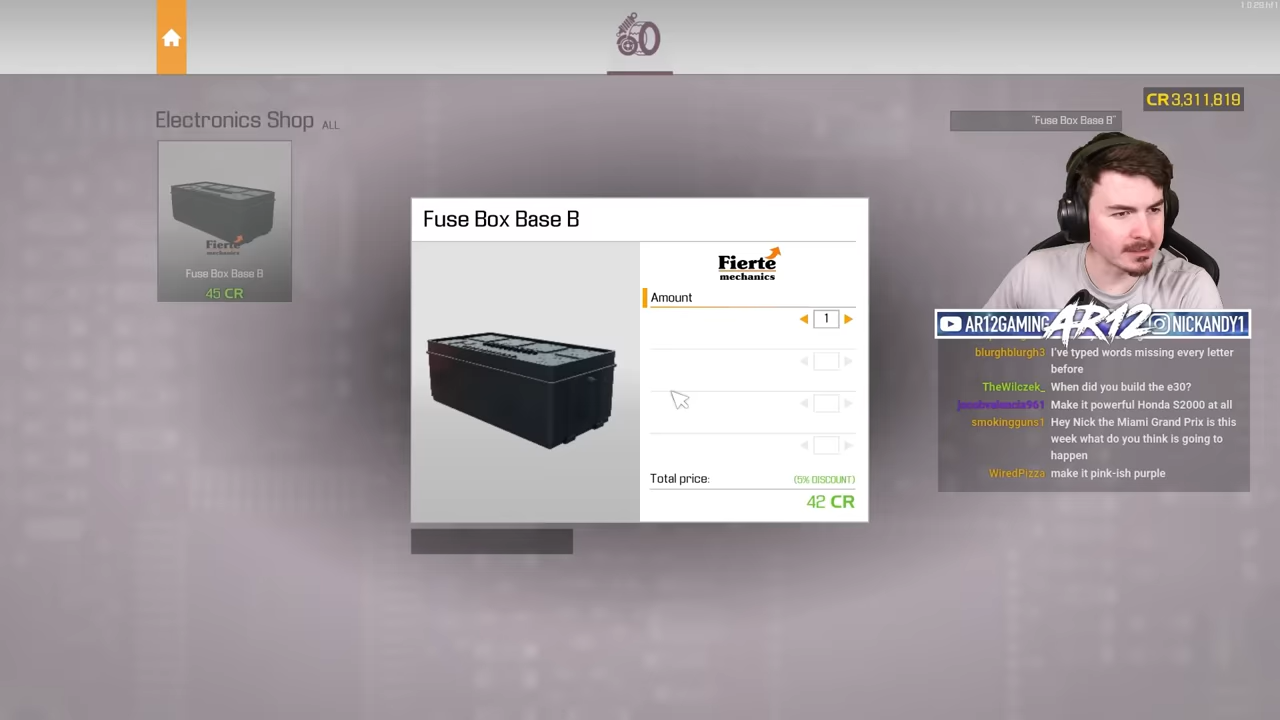 CR 3,311,819
Electronics Shop ALL
"Fuse Box Base B"
Fierte
mechanics
Fuse Box Base B
45 CR
Fuse Box Base B
Fierte
mechanics
Amount
1
Total price:
(5% DISCOUNT)
42 CR
AR12GAMING AR12 NICKANDY1
blurghblurgh3 I've typed words missing every letter
before
TheWilczek_ When did you build the e30?
Make it powerful Honda S2000 at all
smokingguns1 Hey Nick the Miami Grand Prix is this
week what do you think is going to
happen
WiredPizza make it pink-ish purple